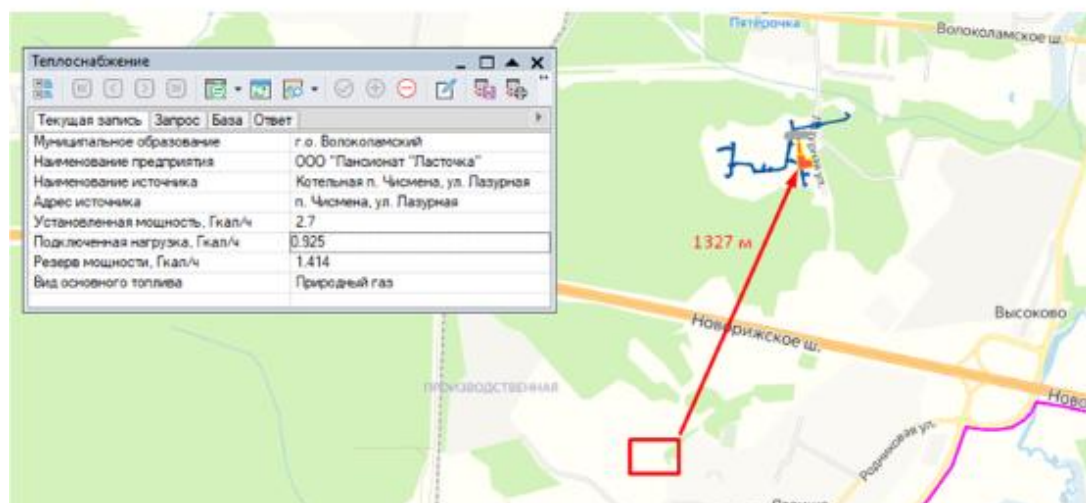 Пятёрочка
Волоколамское ш.
Теплоснабжение
Текущая запись Запрос База Ответ
Муниципальное образование г.о. Волоколамский
Наименование предприятия ООО "Пансионат "Ласточка"
Наименование источника Котельная п. Чисмена, ул. Лазурная
Адрес источника п. Чисмена, ул. Лазурная
Установленная мощность, Гкал/ч 2.7
Подключенная нагрузка, Гкал/ч 0.925
Резерв мощности, Гкал/ч 1.414
Вид основного топлива Природный газ
1327 м
Высоково
Новорижское ш.
ПРОИЗВОДСТВЕННАЯ
Ново
Родниковая ул.